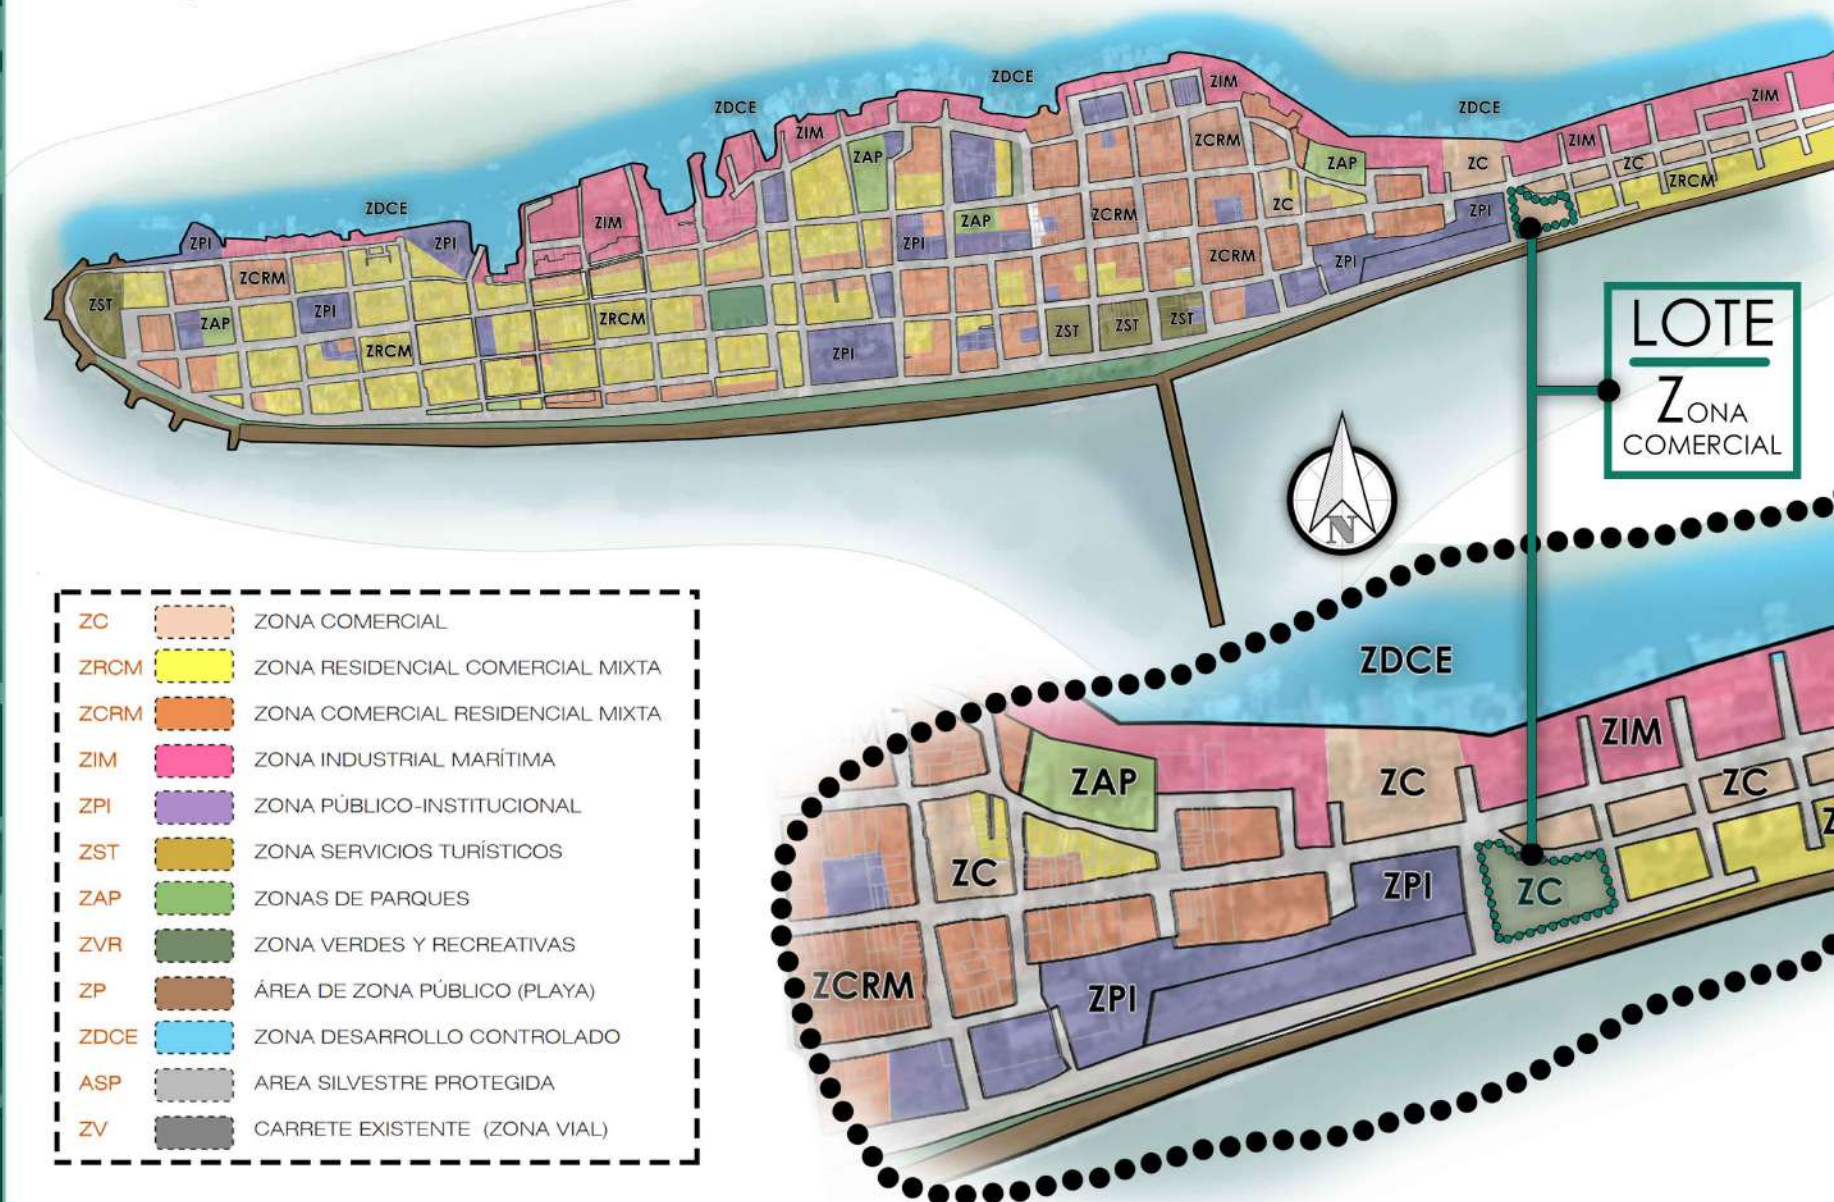 ZDCE
ZDCE
ZDCE
ZDCE
ZIM
ZIM
ZIM
ZIM
ZIM
ZAP
ZCRM
ZAP
ZC
ZC
ZRCM
ZPI
ZPI
ZPI
ZAP
ZCRM
ZC
ZPI
ZST
ZCRM
ZPI
ZAP
ZRCM
ZRCM
ZCRM
ZPI
ZPI
ZST
ZST
ZST
LOTE
ZONA
COMERCIAL
N
ZC ZONA COMERCIAL
ZRCM ZONA RESIDENCIAL COMERCIAL MIXTA
ZCRM ZONA COMERCIAL RESIDENCIAL MIXTA
ZIM ZONA INDUSTRIAL MARÍTIMA
ZPI ZONA PÚBLICO-INSTITUCIONAL
ZST ZONA SERVICIOS TURÍSTICOS
ZAP ZONAS DE PARQUES
ZVR ZONA VERDES Y RECREATIVAS
ZP ÁREA DE ZONA PÚBLICO (PLAYA)
ZDCE ZONA DESARROLLO CONTROLADO
ASP AREA SILVESTRE PROTEGIDA
ZV CARRETE EXISTENTE (ZONA VIAL)
ZDCE
ZIM
ZAP
ZC
ZC
ZC
ZPI
ZC
ZCRM
ZPI